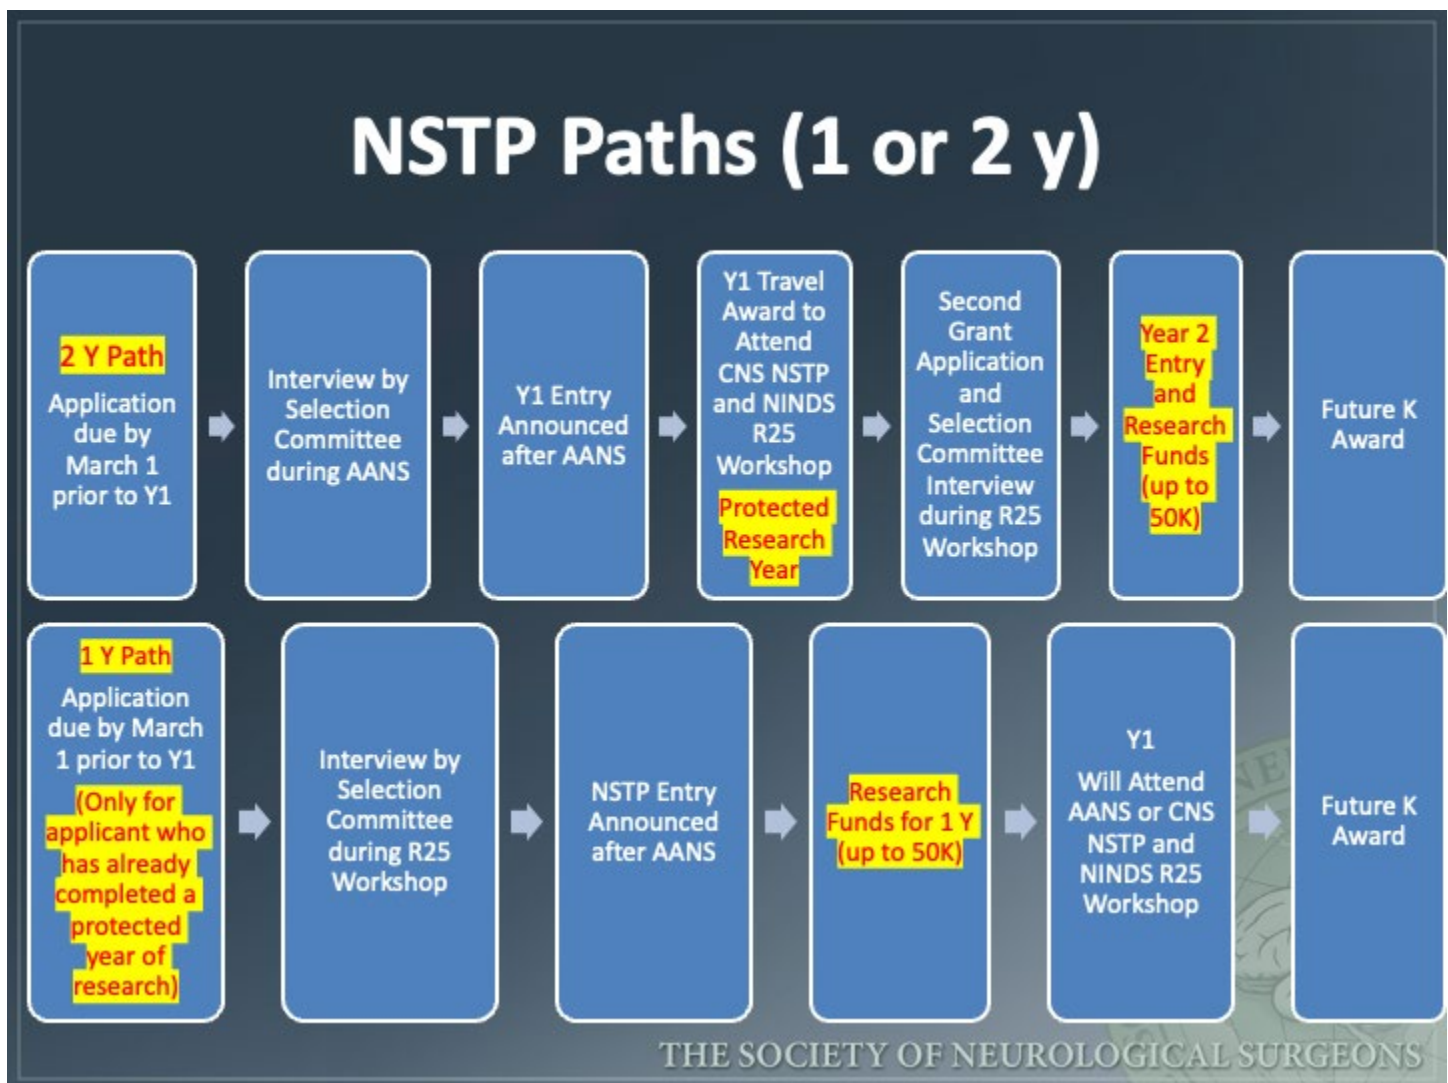 NSTP Paths (1 or 2 y)
2 Y Path
Application
due by
March 1
prior to Y1
Interview by
Selection
Committee
during AANS
Y1 Entry
Announced
after AANS
Y1 Travel
Award to
Attend
CNS NSTP
and NINDS
R25
Workshop
Protected
Research
Year
Second
Grant
Application
and
Selection
Committee
Interview
during R25
Workshop
Year 2
Entry
and
Research
Funds
(up to
50K)
Future K
Award
1 Y Path
Application
due by March
1 prior to Y1
(Only for
applicant who
has already
completed a
protected
year of
research)
Interview by
Selection
Committee
during R25
Workshop
NSTP Entry
Announced
after AANS
Research
Funds for 1 Y
(up to 50K)
Y1
Will Attend
AANS or CNS
NSTP and
NINDS R25
Workshop
Future K
Award
THE SOCIETY OF NEUROLOGICAL SURGEONS